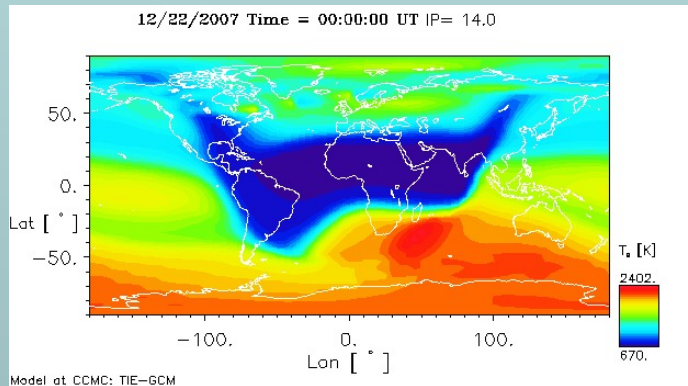 12/22/2007 Time = 00:00:00 UT IP= 14.0
50.
0.
Lat [ ° ]
-50.
-100.
0.
100.
Lon [ ° ]
Tₑ [K]
2402.
670.
Model at CCMC: TIE-GCM